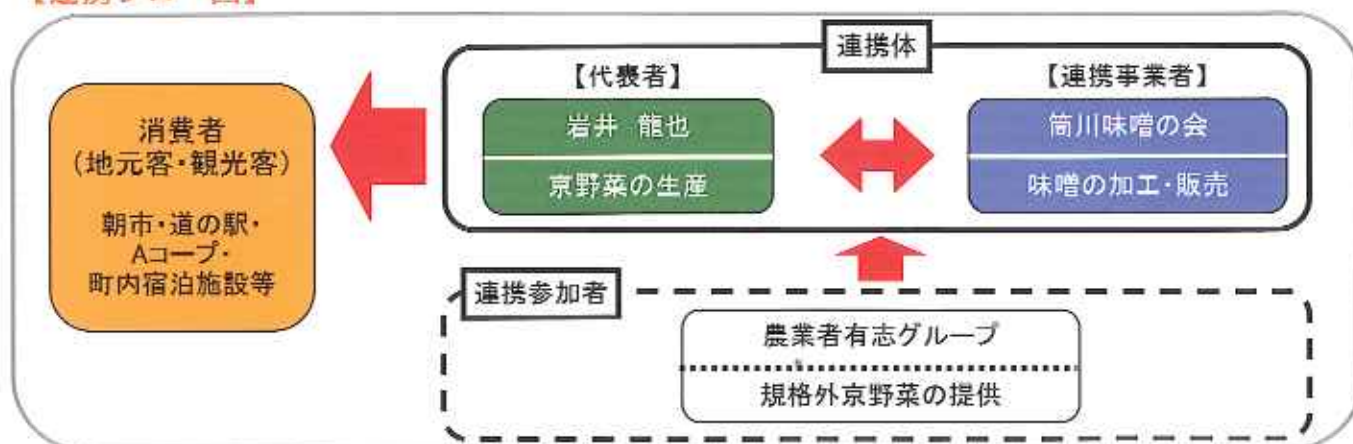 連携体
【代表者】
【連携事業者】
岩井 龍也
京野菜の生産
筒川味噌の会
味噌の加工・販売
消費者
(地元客・観光客)
朝市・道の駅・
Aコープ・
町内宿泊施設等
連携参加者
農業者有志グループ
規格外京野菜の提供